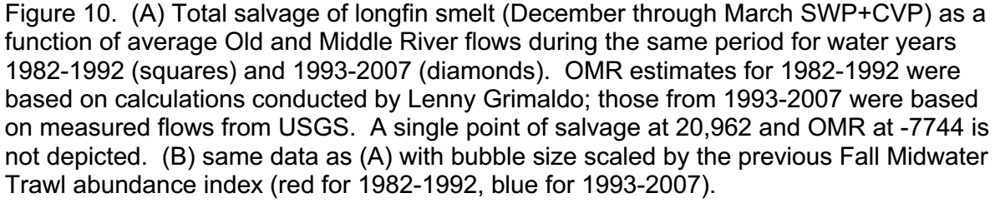 Figure 10.  (A) Total salvage of longfin smelt (December through March SWP+CVP) as a
function of average Old and Middle River flows during the same period for water years
1982-1992 (squares) and 1993-2007 (diamonds).  OMR estimates for 1982-1992 were
based on calculations conducted by Lenny Grimaldo; those from 1993-2007 were based
on measured flows from USGS.  A single point of salvage at 20,962 and OMR at -7744 is
not depicted.  (B) same data as (A) with bubble size scaled by the previous Fall Midwater
Trawl abundance index (red for 1982-1992, blue for 1993-2007).